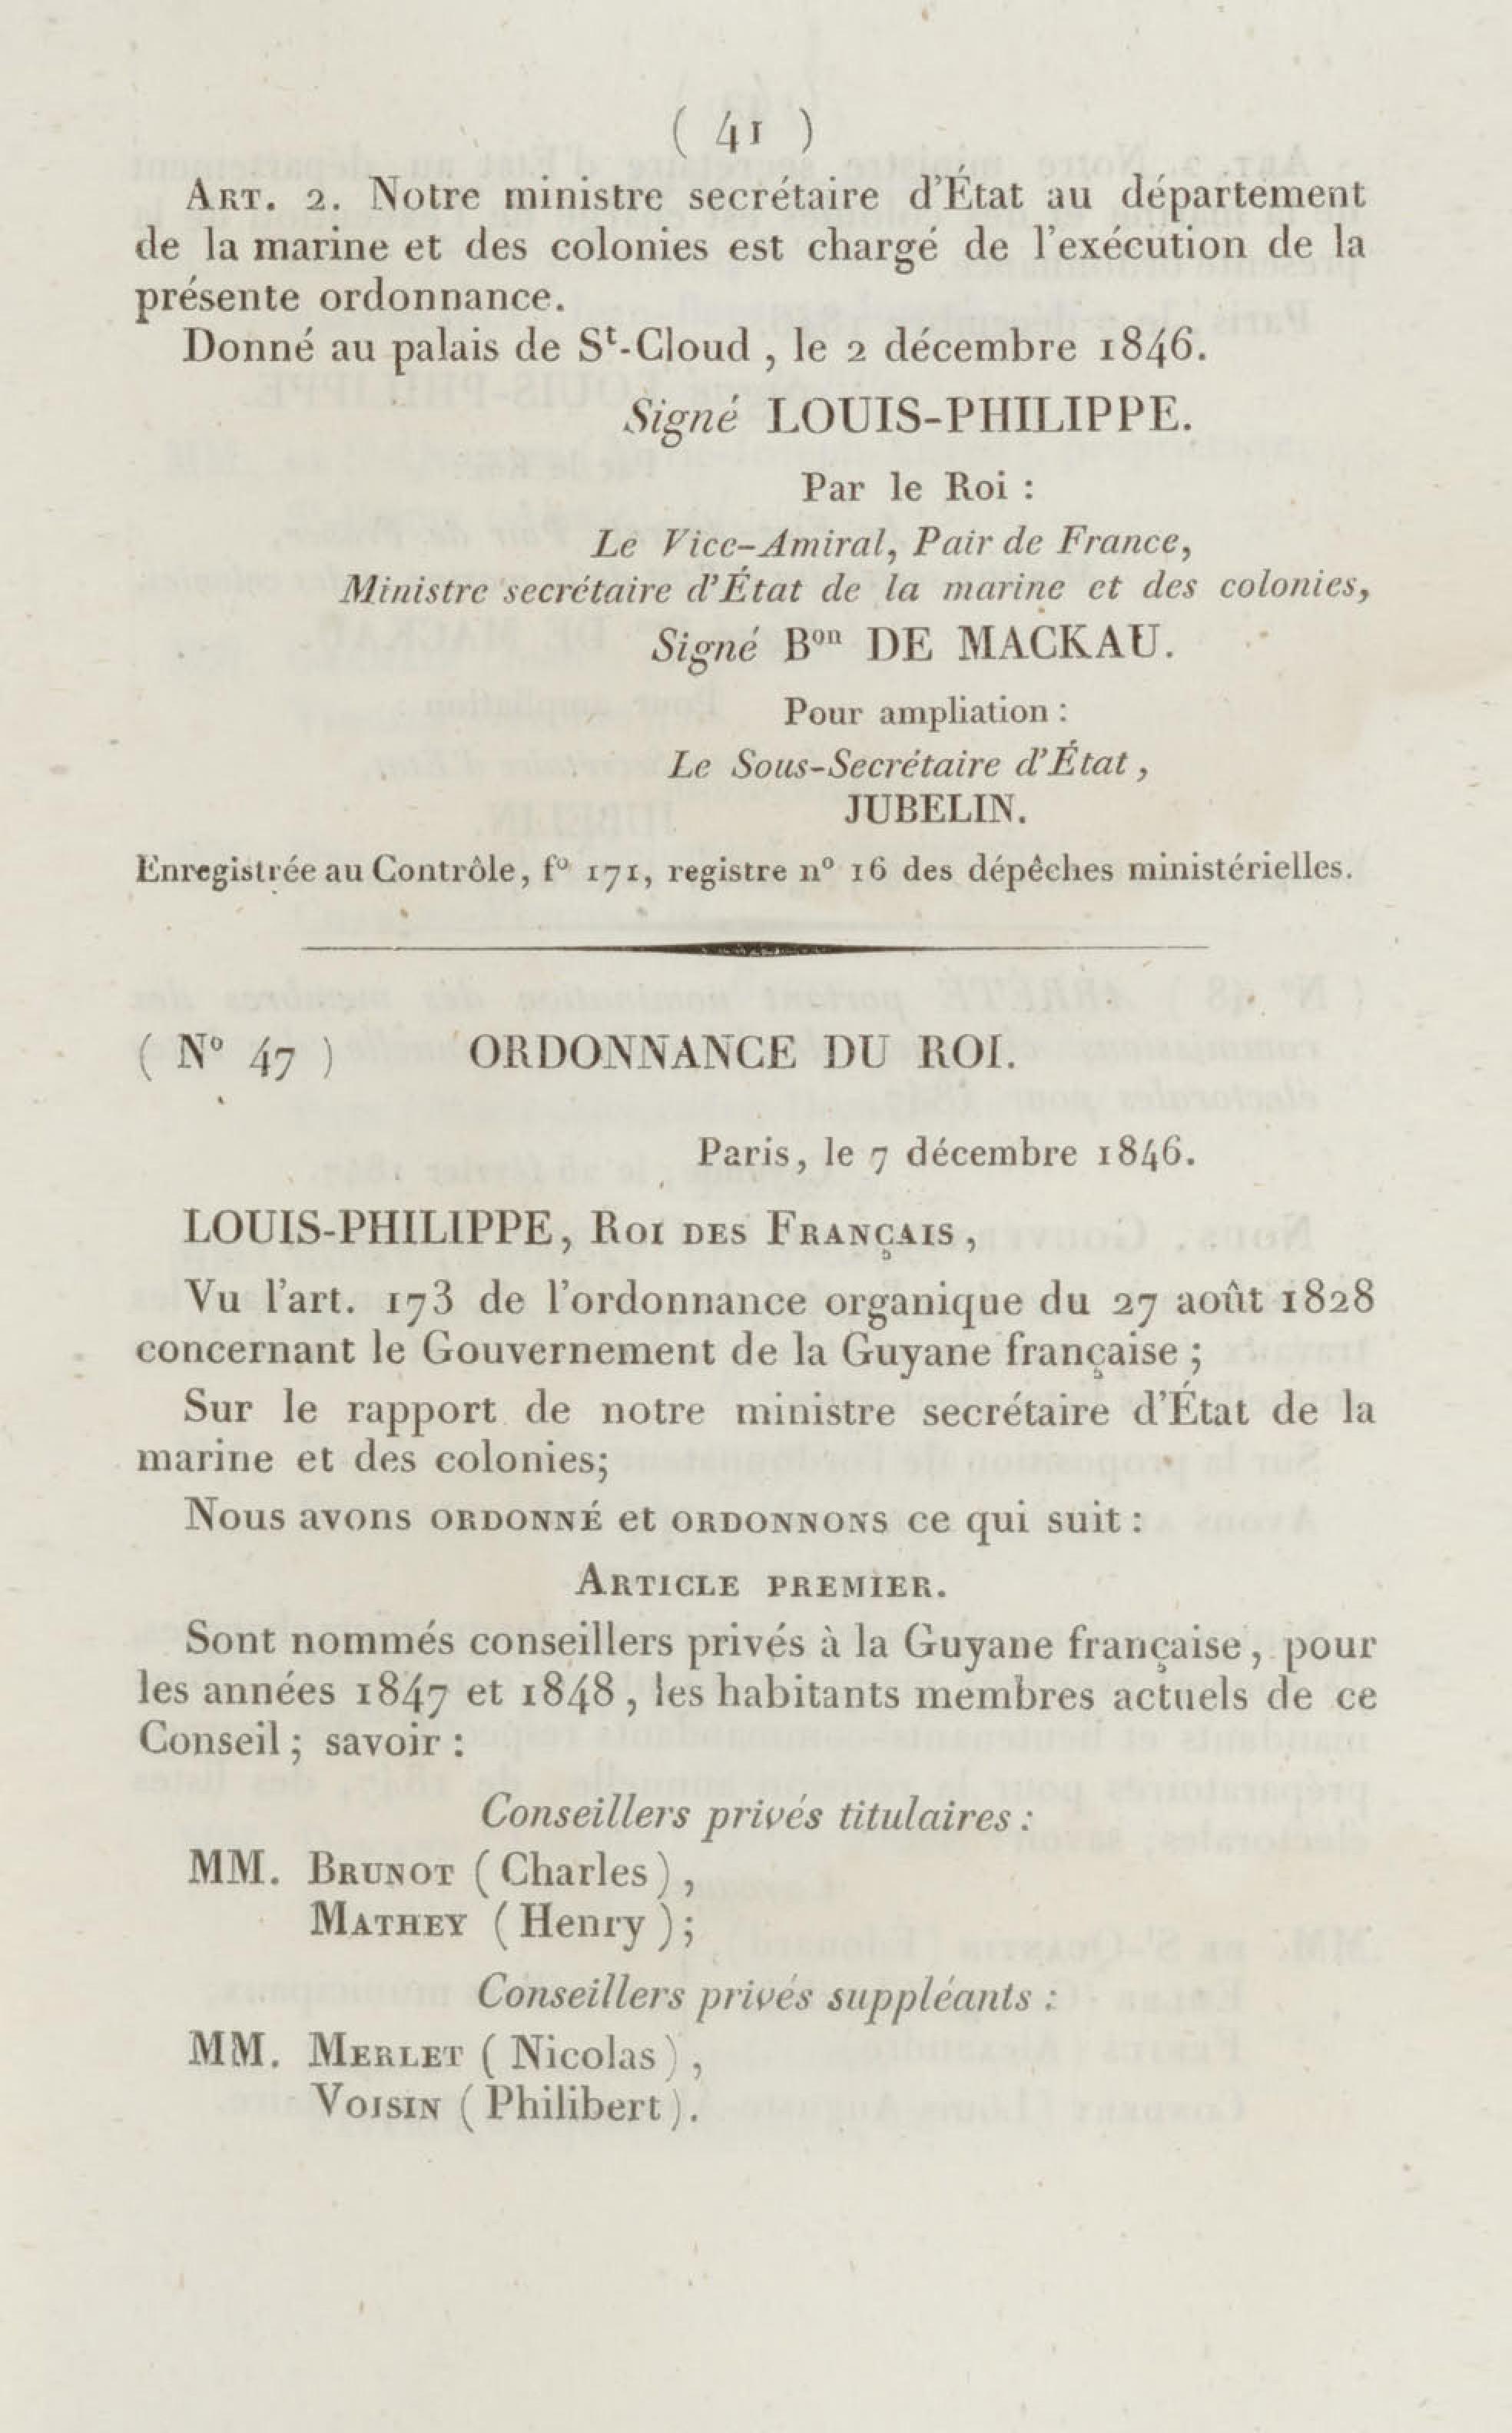 ( 41 )
ART. 2. Notre ministre secrétaire d'État au département
de la marine et des colonies est chargé de l'exécution de la
présente ordonnance.
Donné au palais de St-Cloud, le 2 décembre 1846.
Signé LOUIS-PHILIPPE.
Par le Roi :
Le Vice-Amiral, Pair de France,
Ministre secrétaire d'État de la marine et des colonies,
Signé Bon DE MACKAU.
Pour ampliation :
Le Sous-Secrétaire d'État,
JUBELIN.
Enregistrée au Contrôle, fo 171, registre no 16 des dépêches ministérielles.
( No 47 ) ORDONNANCE DU ROI.
Paris, le 7 décembre 1846.
LOUIS-PHILIPPE, ROI DES FRANÇAIS,
Vu l'art. 173 de l'ordonnance organique du 27 août 1828
concernant le Gouvernement de la Guyane française ;
Sur le rapport de notre ministre secrétaire d'État de la
marine et des colonies;
Nous avons ORDONNÉ et ORDONNONS ce qui suit :
ARTICLE PREMIER.
Sont nommés conseillers privés à la Guyane française, pour
les années 1847 et 1848, les habitants membres actuels de ce
Conseil ; savoir :
Conseillers privés titulaires :
MM. BRUNOT (Charles),
MATHEY (Henry);
Conseillers privés suppléants :
MM. MERLET (Nicolas),
VOISIN (Philibert).